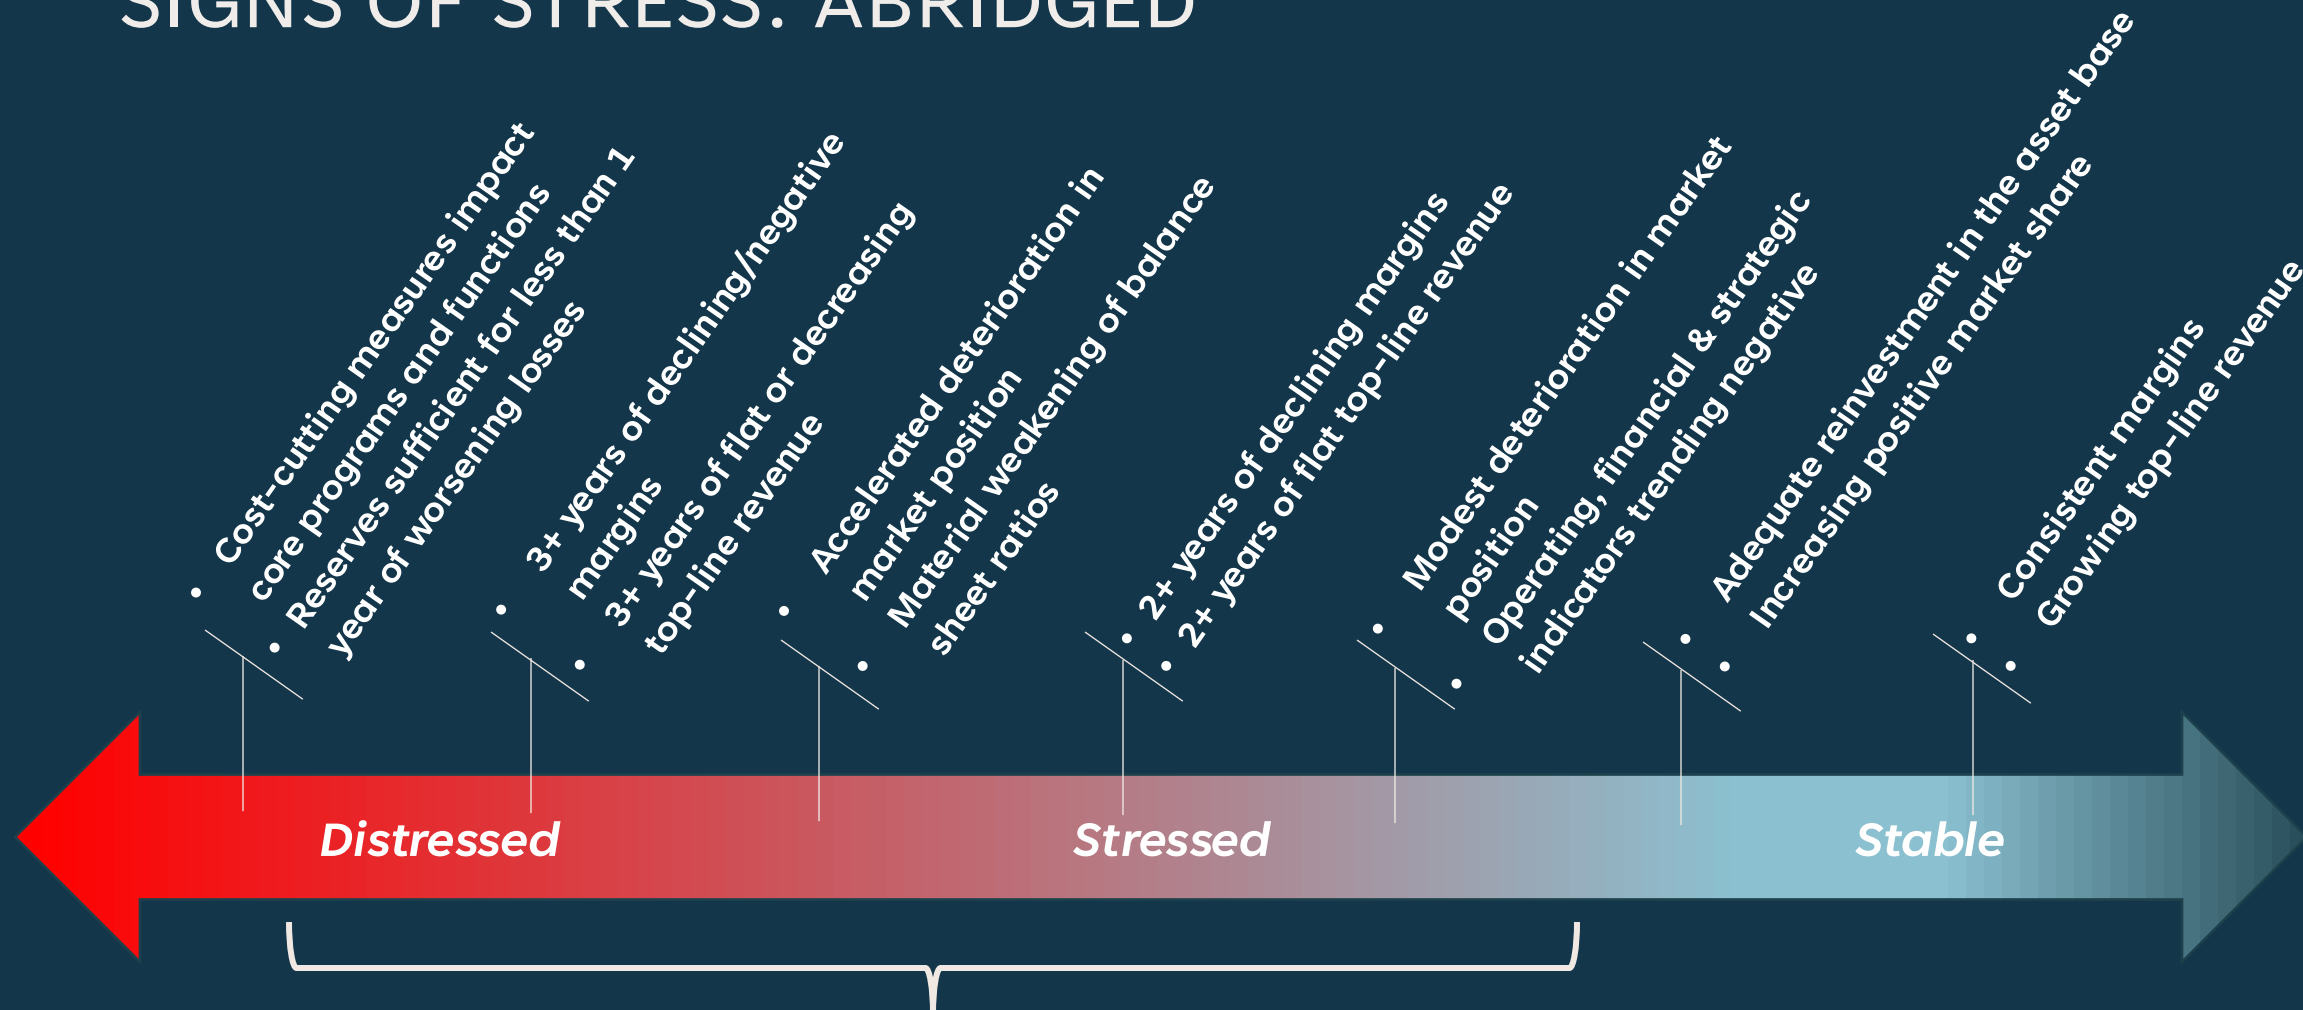 SIGNS OF STRESS: ABRIDGED
• Cost-cutting measures impact
core programs and functions
• Reserves sufficient for less than 1
year of worsening losses
• 3+ years of declining/negative
margins
• 3+ years of flat or decreasing
top-line revenue
• Accelerated deterioration in
market position
• Material weakening of balance
sheet ratios
• 2+ years of declining margins
• 2+ years of flat top-line revenue
• Modest deterioration in market
position
• Operating, financial & strategic
indicators trending negative
• Adequate reinvestment in the asset base
• Increasing positive market share
• Consistent margins
• Growing top-line revenue
Distressed
Stressed
Stable